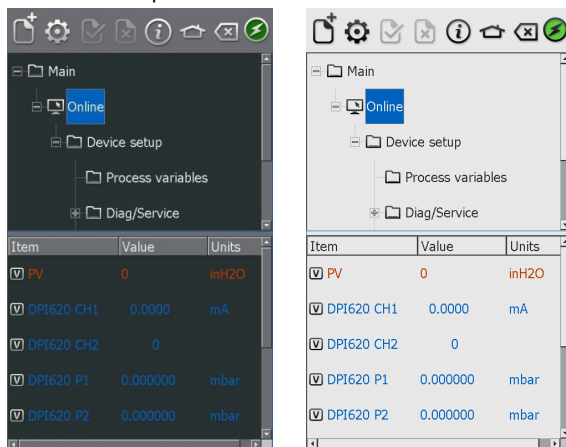 Main
Online
Device setup
Process variables
Diag/Service
Item Value Units
V PV 0 inH2O
V DPI620 CH1 0.0000 mA
V DPI620 CH2 0
V DPI620 P1 0.000000 mbar
V DPI620 P2 0.000000 mbar
Main
Online
Device setup
Process variables
Diag/Service
Item Value Units
V PV 0 inH2O
V DPI620 CH1 0.0000 mA
V DPI620 CH2 0
V DPI620 P1 0.000000 mbar
V DPI620 P2 0.000000 mbar